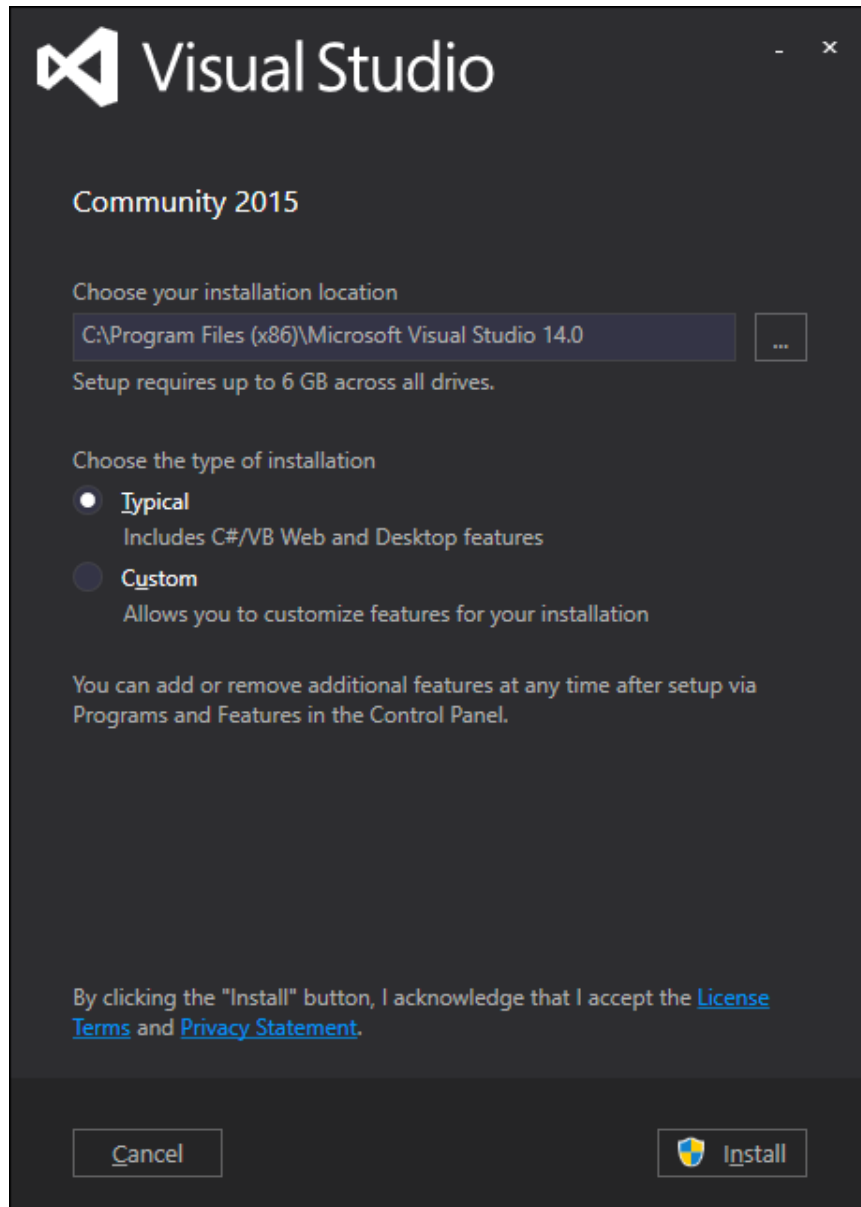 Visual Studio
Community 2015
Choose your installation location
C:\Program Files (x86)\Microsoft Visual Studio 14.0
...
Setup requires up to 6 GB across all drives.
Choose the type of installation
Typical
Includes C#/VB Web and Desktop features
Custom
Allows you to customize features for your installation
You can add or remove additional features at any time after setup via
Programs and Features in the Control Panel.
By clicking the "Install" button, I acknowledge that I accept the License
Terms and Privacy Statement.
Cancel
Install